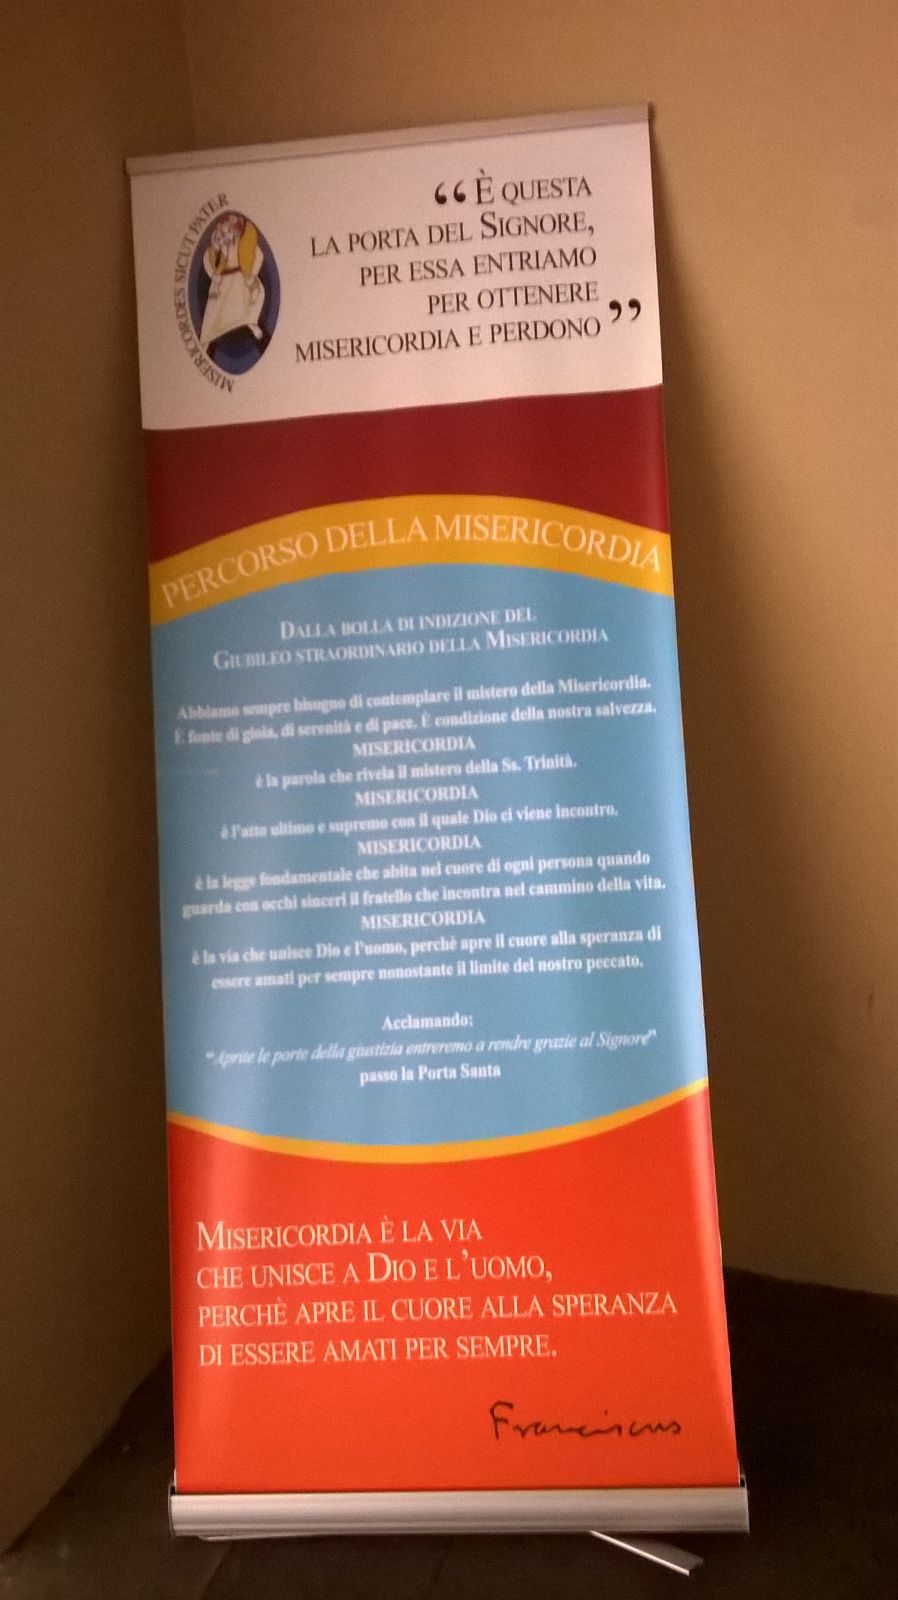 MISERICORDES SICUT PATER
“È QUESTA
LA PORTA DEL SIGNORE,
PER ESSA ENTRIAMO
PER OTTENERE
MISERICORDIA E PERDONO”
PERCORSO DELLA MISERICORDIA
DALLA BOLLA DI INDIZIONE DEL
GIUBILEO STRAORDINARIO DELLA MISERICORDIA
Abbiamo sempre bisogno di contemplare il mistero della Misericordia.
È fonte di gioia, di serenità e di pace. È condizione della nostra salvezza.
MISERICORDIA
è la parola che rivela il mistero della Ss. Trinità.
MISERICORDIA
è l'atto ultimo e supremo con il quale Dio ci viene incontro.
MISERICORDIA
è la legge fondamentale che abita nel cuore di ogni persona quando
guarda con occhi sinceri il fratello che incontra nel cammino della vita.
MISERICORDIA
è la via che unisce Dio e l'uomo, perchè apre il cuore alla speranza di
essere amati per sempre nonostante il limite del nostro peccato.
Acclamando:
“Aprite le porte della giustizia entreremo a rendre grazie al Signore”
passo la Porta Santa
MISERICORDIA È LA VIA
CHE UNISCE A DIO E L'UOMO,
PERCHÈ APRE IL CUORE ALLA SPERANZA
DI ESSERE AMATI PER SEMPRE.
Franciscus